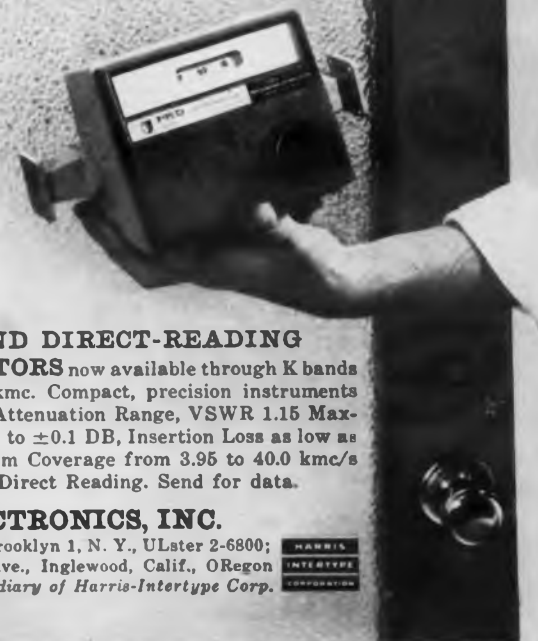 PRD
ND DIRECT-READING
TORS now available through K bands
kmc. Compact, precision instruments
Attenuation Range, VSWR 1.15 Max-
to ±0.1 DB, Insertion Loss as low as
m Coverage from 3.95 to 40.0 kmc/s
Direct Reading. Send for data.
CTRONICS, INC.
rooklyn 1, N. Y., ULster 2-6800;
ve., Inglewood, Calif., ORegon
diary of Harris-Intertype Corp.
HARRIS
INTERTYPE
CORPORATION